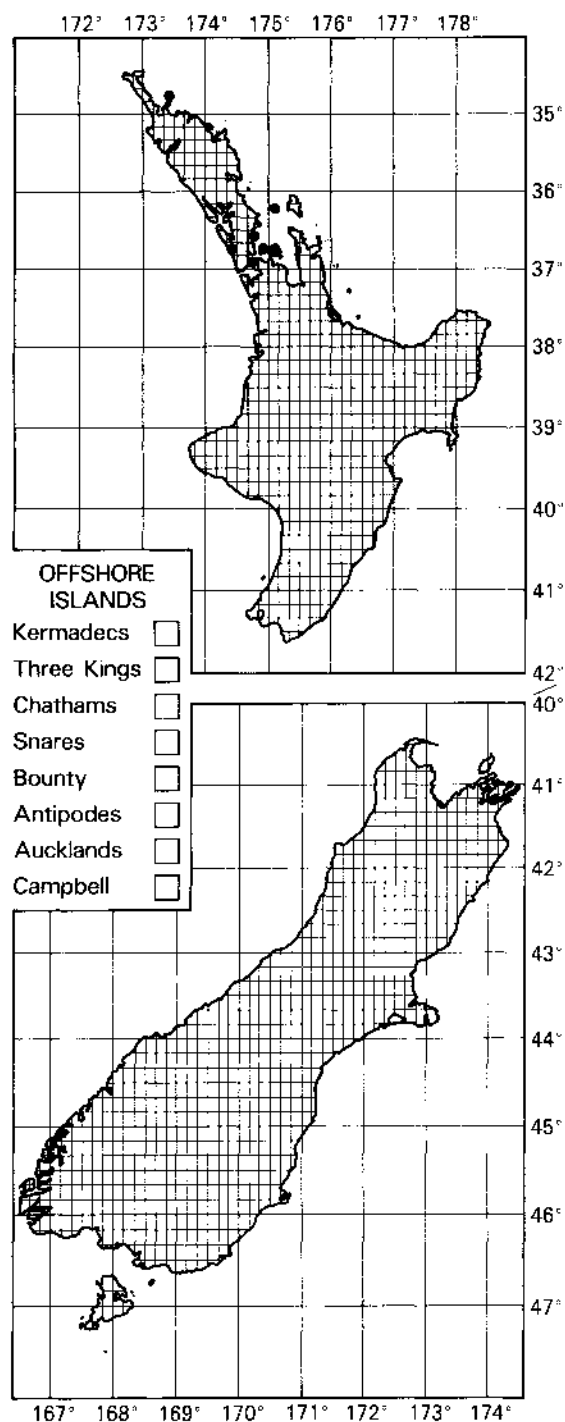 172° 173° 174° 175° 176° 177° 178°
35°
36°
37°
38°
39°
40°
41°
42°
OFFSHORE
ISLANDS
Kermadecs
Three Kings
Chathams
Snares
Bounty
Antipodes
Aucklands
Campbell
40°
41°
42°
43°
44°
45°
46°
47°
167° 168° 169° 170° 171° 172° 173° 174°